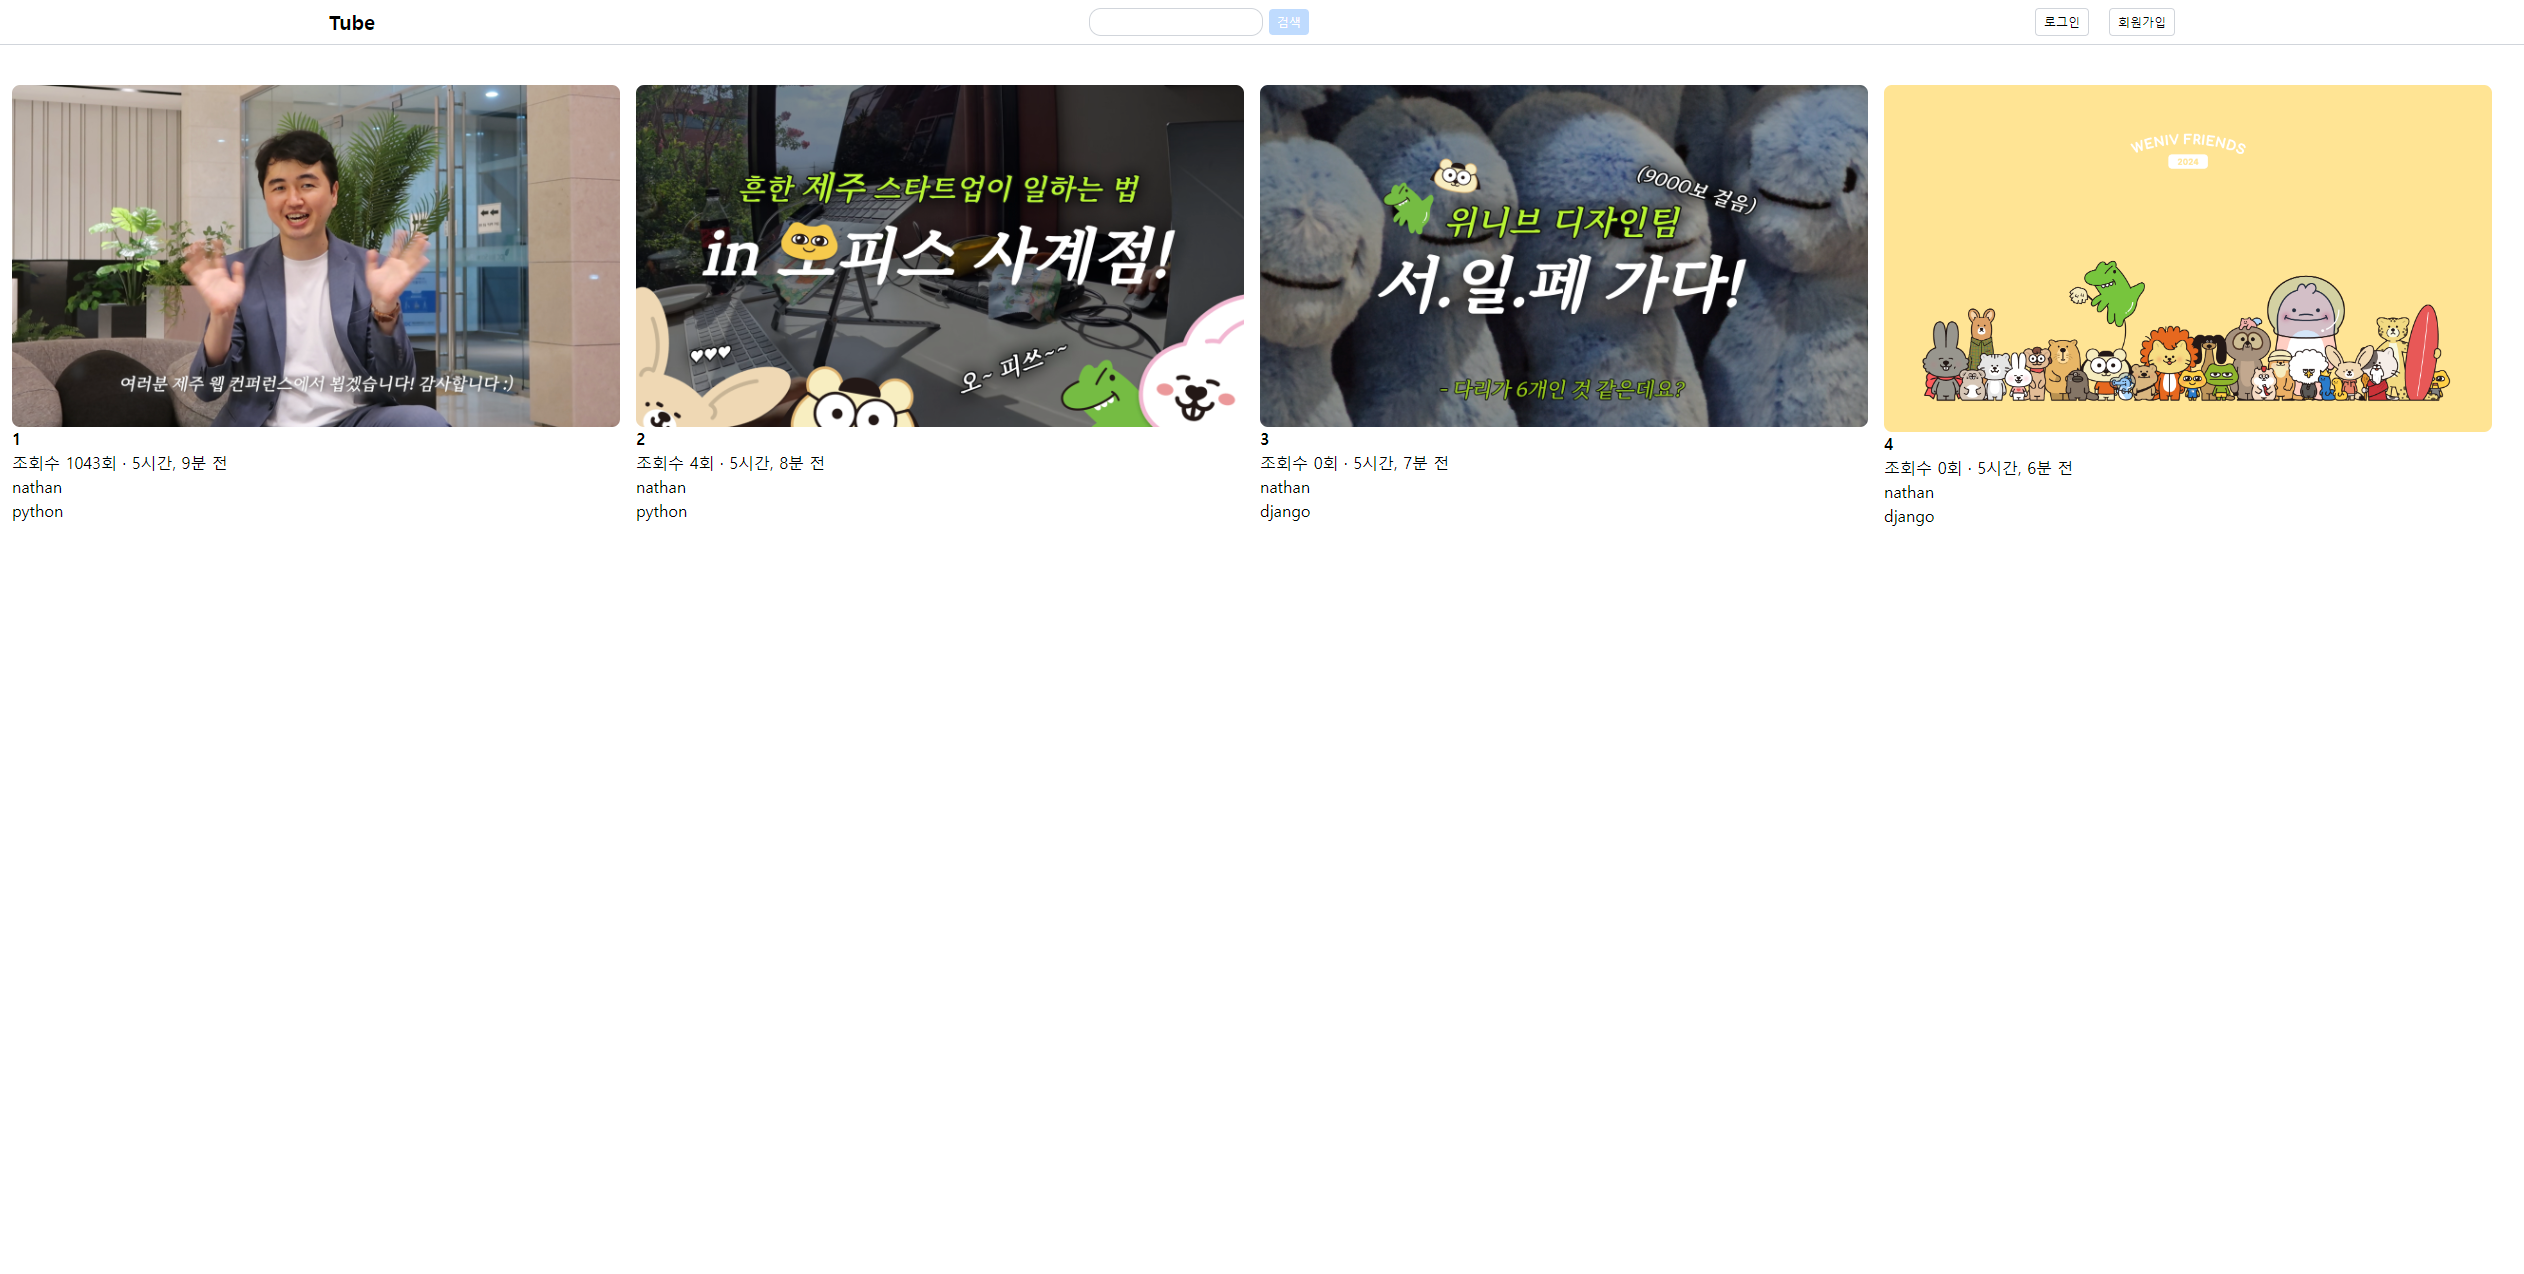 Tube
검색
로그인
회원가입
여러분 제주 웹 컨퍼런스에서 뵙겠습니다! 감사합니다 :)
1
조회수 1043회 · 5시간, 9분 전
nathan
python
흔한 제주 스타트업이 일하는 법
in 오피스 사계점!
♥♥♥
오~ 피쓰~~
2
조회수 4회 · 5시간, 8분 전
nathan
python
(9000보 걸음)
위니브 디자인팀
서.일.페 가다!
- 다리가 6개인 것 같은데요?
3
조회수 0회 · 5시간, 7분 전
nathan
django
WENIV FRIENDS
2024
4
조회수 0회 · 5시간, 6분 전
nathan
django